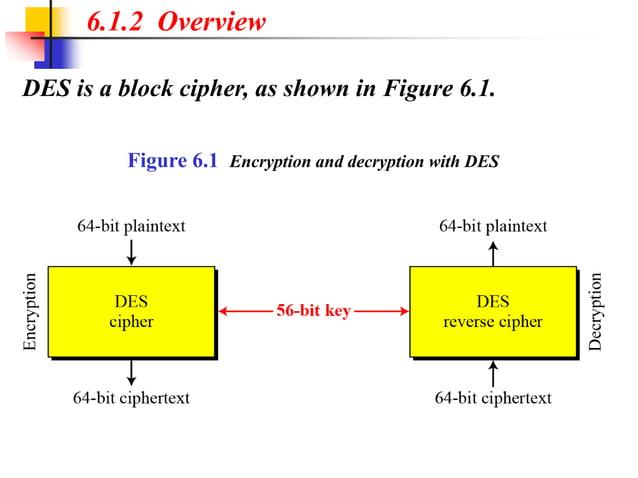 6.1.2 Overview
DES is a block cipher, as shown in Figure 6.1.
Figure 6.1 Encryption and decryption with DES
64-bit plaintext
Encryption
DES
cipher
64-bit ciphertext
56-bit key
64-bit plaintext
DES
reverse cipher
Decryption
64-bit ciphertext